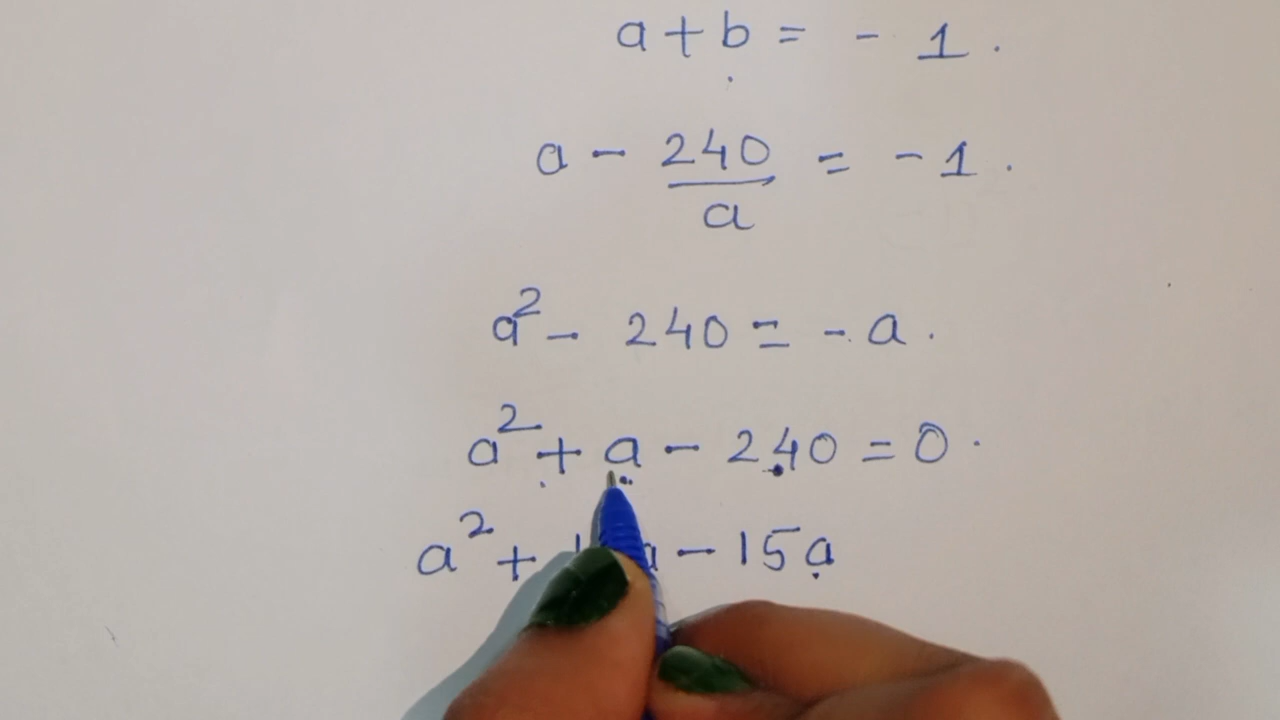 a + b = - 1 .
a - 240/a = - 1 .
a² - 240 = - a .
a² + a - 240 = 0 .
a² + a - 15a